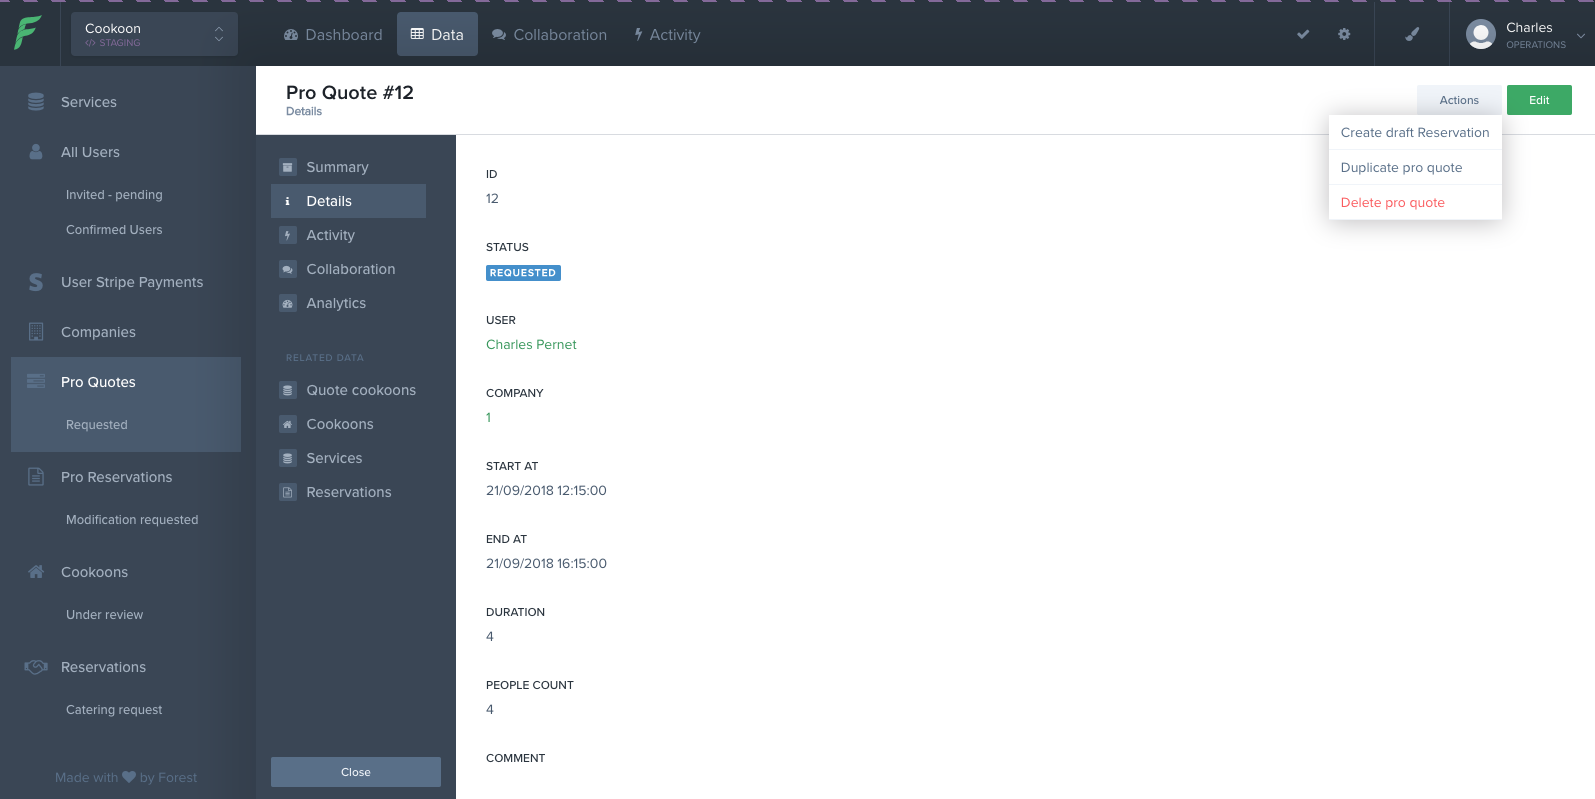 Cookoon
</> STAGING
Dashboard
Data
Collaboration
Activity
Charles
OPERATIONS
Services
All Users
Invited - pending
Confirmed Users
User Stripe Payments
Companies
Pro Quotes
Requested
Pro Reservations
Modification requested
Cookoons
Under review
Reservations
Catering request
Made with ♥ by Forest
Pro Quote #12
Details
Actions
Edit
Create draft Reservation
Duplicate pro quote
Delete pro quote
Summary
Details
Activity
Collaboration
Analytics
RELATED DATA
Quote cookoons
Cookoons
Services
Reservations
Close
ID
12
STATUS
REQUESTED
USER
Charles Pernet
COMPANY
1
START AT
21/09/2018 12:15:00
END AT
21/09/2018 16:15:00
DURATION
4
PEOPLE COUNT
4
COMMENT